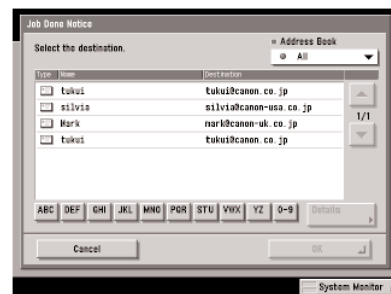 Job Done Notice
Select the destination.
Address Book
All
Type Name Destination
tukui tukui@canon.co.jp
silvia silvia@canon-usa.co.jp
Mark mark@canon-uk.co.jp
tukui tukui@canon.co.jp
1/1
ABC DEF GHI JKL MNO PQR STU VWX YZ 0-9 Details
Cancel OK
System Monitor